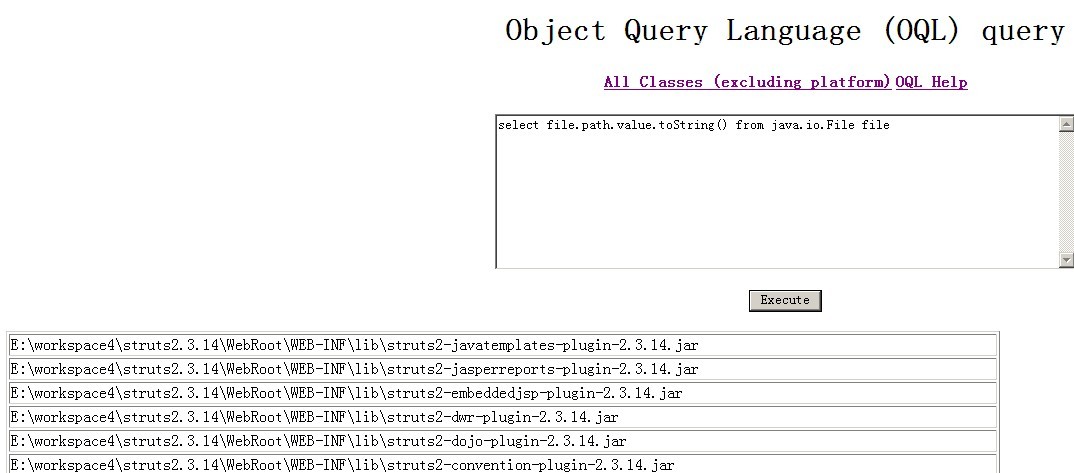 Object Query Language (OQL) query
All Classes (excluding platform) OQL Help
select file.path.value.toString() from java.io.File file
Execute
E:\workspace4\struts2.3.14\WebRoot\WEB-INF\lib\struts2-javatemplates-plugin-2.3.14.jar
E:\workspace4\struts2.3.14\WebRoot\WEB-INF\lib\struts2-jasperreports-plugin-2.3.14.jar
E:\workspace4\struts2.3.14\WebRoot\WEB-INF\lib\struts2-embeddedjsp-plugin-2.3.14.jar
E:\workspace4\struts2.3.14\WebRoot\WEB-INF\lib\struts2-dwr-plugin-2.3.14.jar
E:\workspace4\struts2.3.14\WebRoot\WEB-INF\lib\struts2-dojo-plugin-2.3.14.jar
E:\workspace4\struts2.3.14\WebRoot\WEB-INF\lib\struts2-convention-plugin-2.3.14.jar